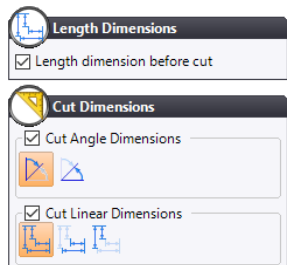 Length Dimensions
Length dimension before cut
Cut Dimensions
Cut Angle Dimensions
Cut Linear Dimensions